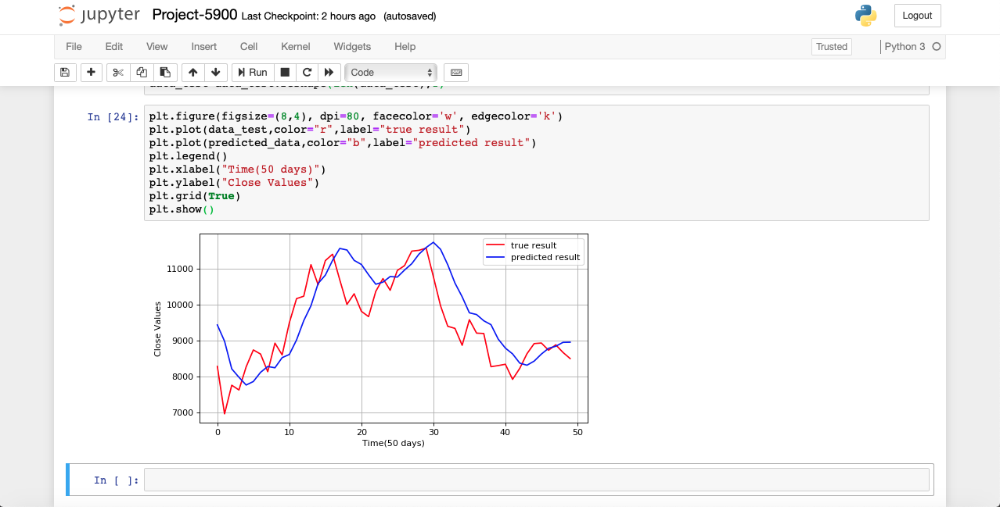 jupyter Project-5900 Last Checkpoint: 2 hours ago (autosaved)
Logout
File Edit View Insert Cell Kernel Widgets Help
Trusted Python 3
Run Code
In [24]: plt.figure(figsize=(8,4), dpi=80, facecolor='w', edgecolor='k')
plt.plot(data_test,color="r",label="true result")
plt.plot(predicted_data,color="b",label="predicted result")
plt.legend()
plt.xlabel("Time(50 days)")
plt.ylabel("Close Values")
plt.grid(True)
plt.show()
true result
predicted result
11000
10000
9000
8000
7000
Close Values
0 10 20 30 40 50
Time(50 days)
In [ ]: